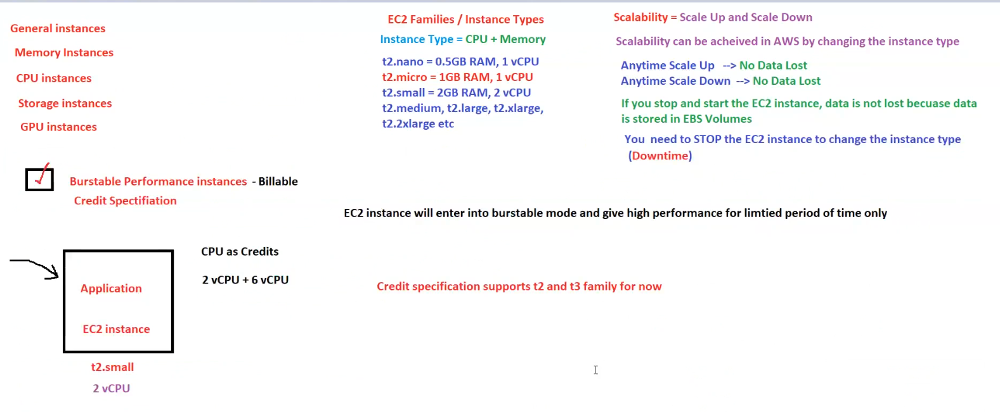 General instances
Memory Instances
CPU instances
Storage instances
GPU instances
EC2 Families / Instance Types
Instance Type = CPU + Memory
t2.nano = 0.5GB RAM, 1 vCPU
t2.micro = 1GB RAM, 1 vCPU
t2.small = 2GB RAM, 2 vCPU
t2.medium, t2.large, t2.xlarge,
t2.2xlarge etc
Scalability = Scale Up and Scale Down
Scalability can be acheived in AWS by changing the instance type
Anytime Scale Up --> No Data Lost
Anytime Scale Down --> No Data Lost
If you stop and start the EC2 instance, data is not lost becuase data
is stored in EBS Volumes
You need to STOP the EC2 instance to change the instance type
(Downtime)
Burstable Performance instances - Billable
Credit Spectifiation
EC2 instance will enter into burstable mode and give high performance for limtied period of time only
CPU as Credits
2 vCPU + 6 vCPU
Credit specification supports t2 and t3 family for now
Application
EC2 instance
t2.small
2 vCPU